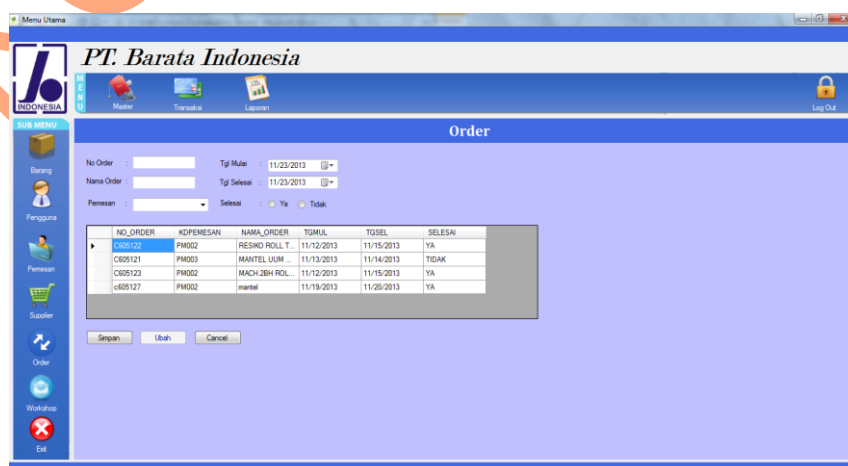 Menu Utama
PT. Barata Indonesia
INDONESIA
MENU
Master
Transaksi
Laporan
Log Out
SUB MENU
Order
Barang
Pengguna
Pemesan
Supplier
Order
Workshop
Exit
No Order :
Tgl Mulai : 11/23/2013
Nama Order :
Tgl Selesai : 11/23/2013
Pemesan :
Selesai : Ya Tidak
NO_ORDER KDPEMESAN NAMA_ORDER TGMUL TGSEL SELESAI
C605122 PM002 RESIKO ROLL T... 11/12/2013 11/15/2013 YA
C605121 PM003 MANTEL UUM ... 11/13/2013 11/14/2013 TIDAK
C605123 PM002 MACH.2BH ROL... 11/12/2013 11/15/2013 YA
c605127 PM002 mantel 11/19/2013 11/20/2013 YA
Simpan Ubah Cancel